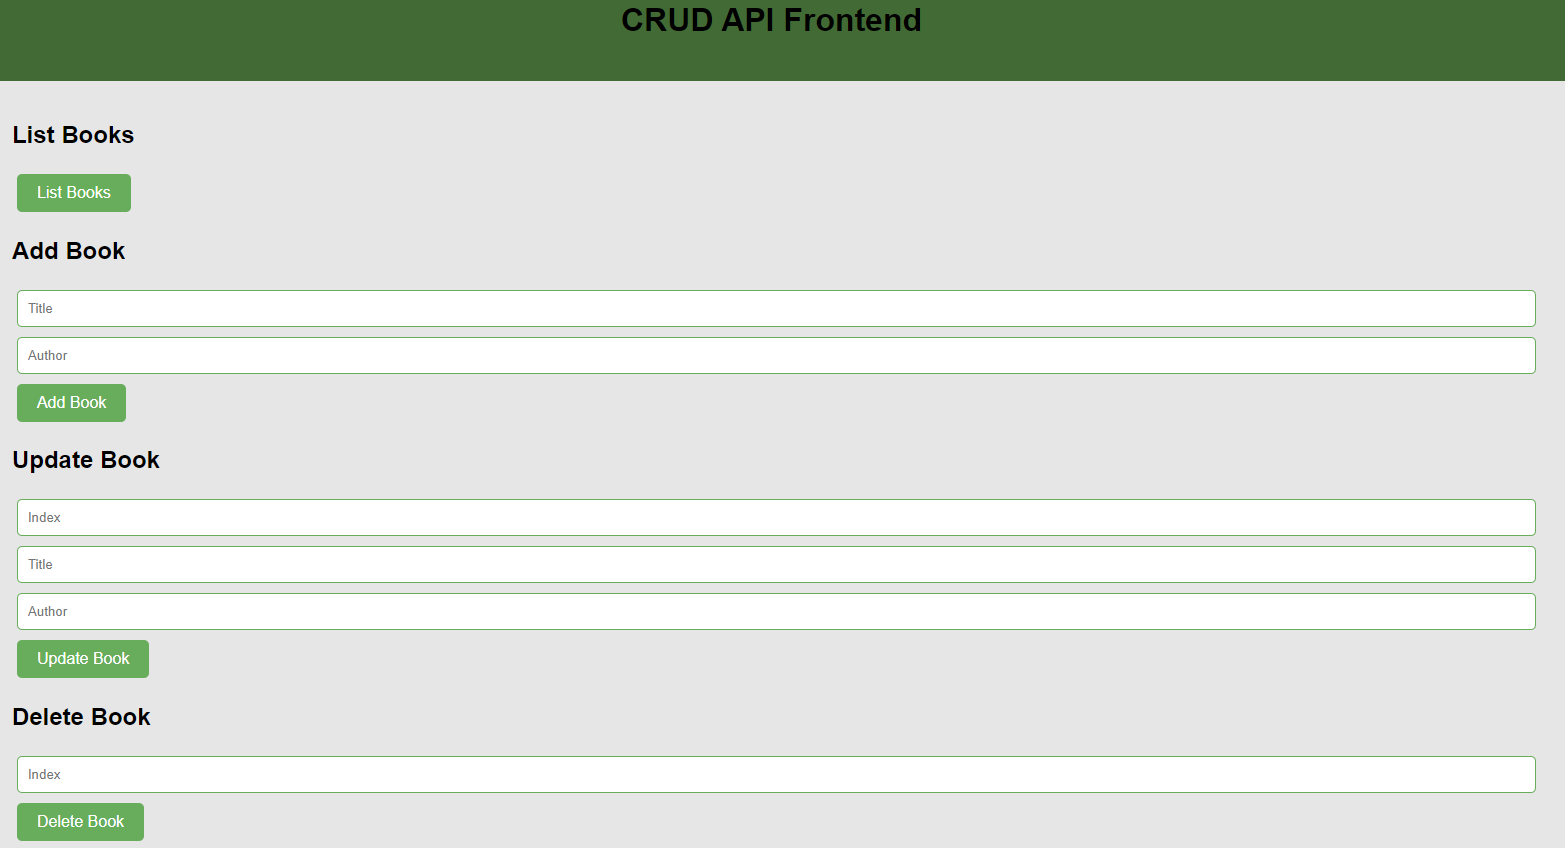 CRUD API Frontend
List Books
List Books
Add Book
Title
Author
Add Book
Update Book
Index
Title
Author
Update Book
Delete Book
Index
Delete Book